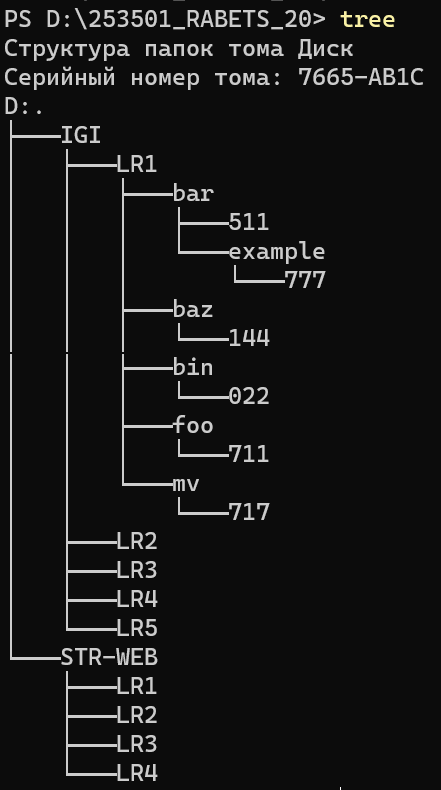 PS D:\253501_RABETS_20> tree
Структура папок тома Диск
Серийный номер тома: 7665-AB1C
D:.
├───IGI
│   ├───LR1
│   │   ├───bar
│   │   │   ├───511
│   │   │   └───example
│   │   │       └───777
│   │   ├───baz
│   │   │   └───144
│   │   ├───bin
│   │   │   └───022
│   │   ├───foo
│   │   │   └───711
│   │   └───mv
│   │       └───717
│   ├───LR2
│   ├───LR3
│   ├───LR4
│   └───LR5
└───STR-WEB
    ├───LR1
    ├───LR2
    ├───LR3
    └───LR4